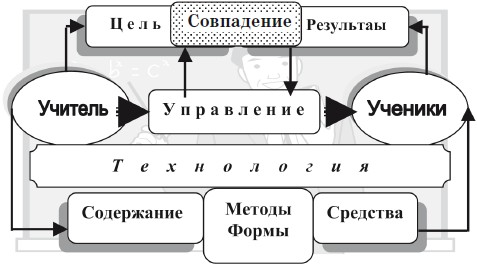 Цель Совпадение Результаы
Учитель Управление Ученики
Технология
Содержание Методы Средства
Формы